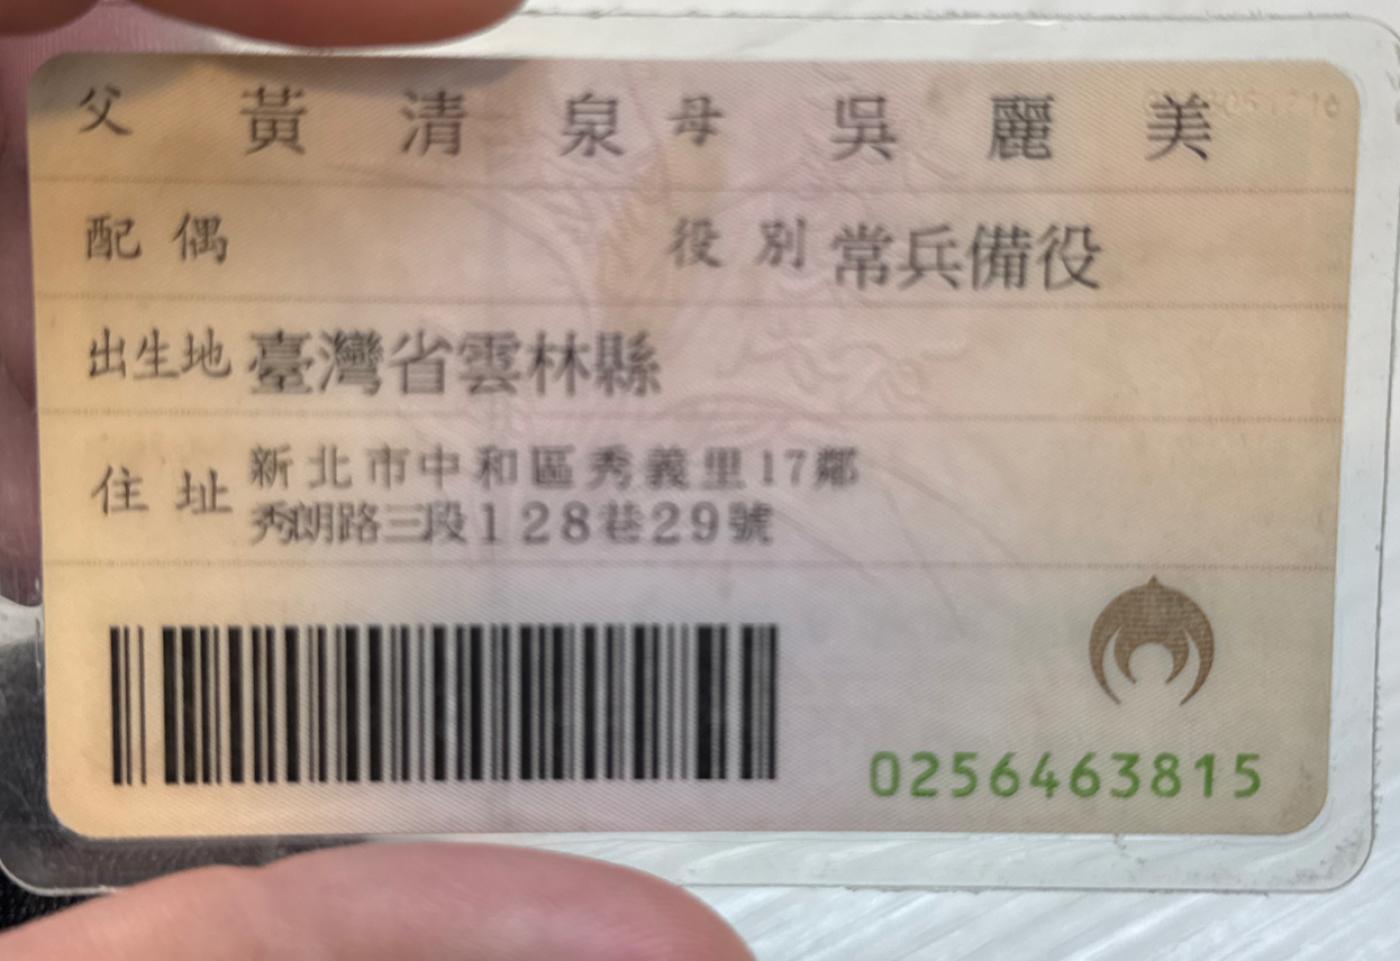 父 黃清泉 母 吳麗美
配偶 役別 常兵備役
出生地 臺灣省雲林縣
住址 新北市中和區秀義里17鄰
秀朗路三段128巷29號
0256463815